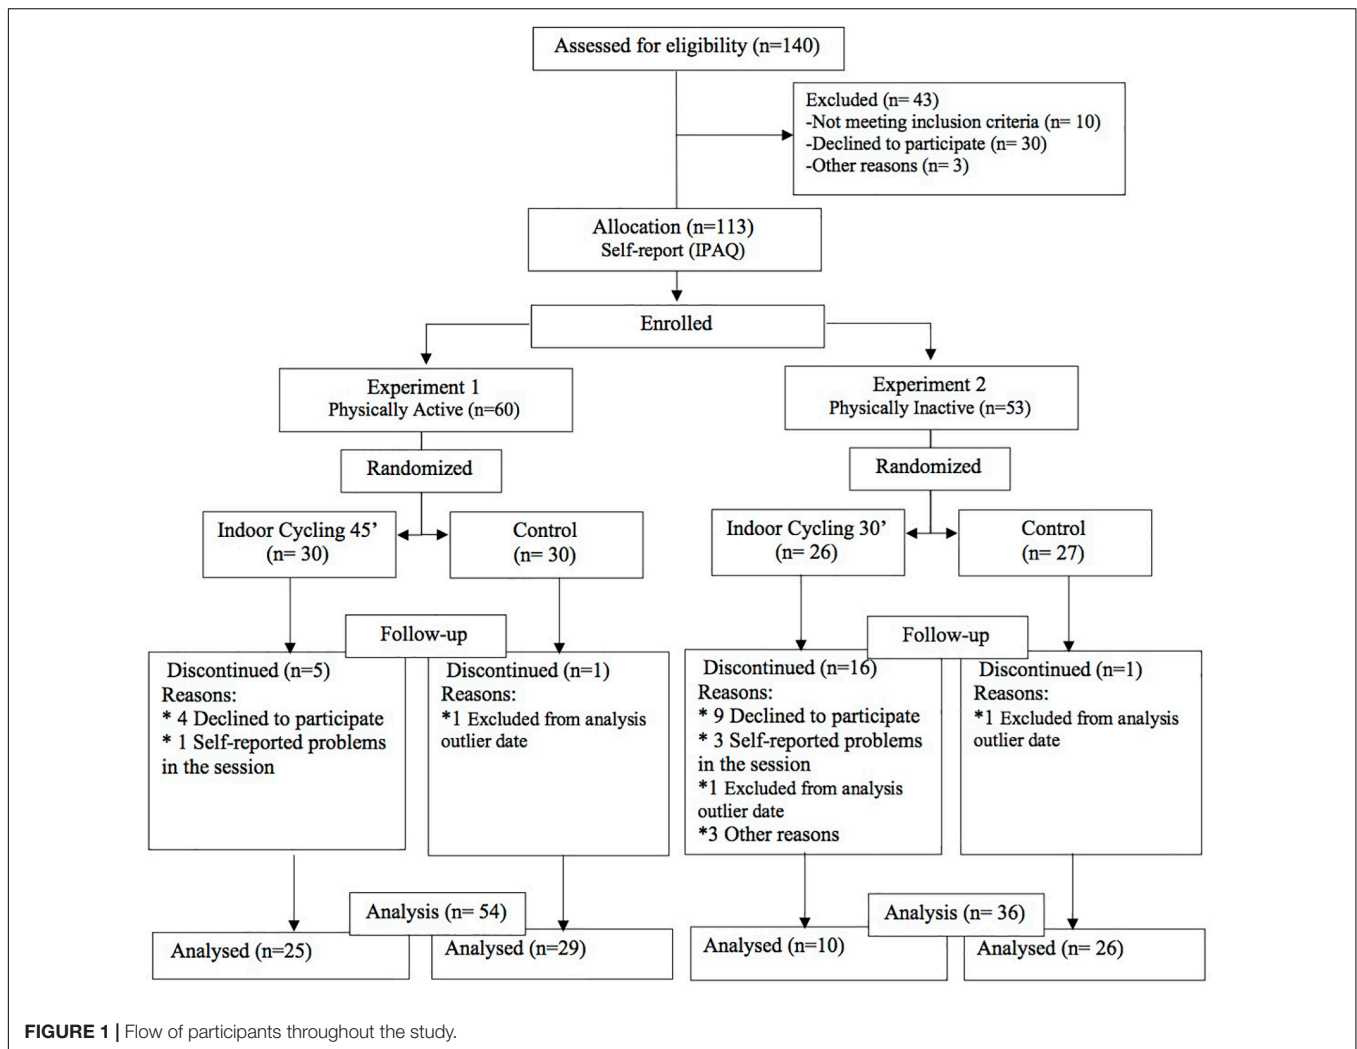 Assessed for eligibility (n=140)
Excluded (n= 43)
-Not meeting inclusion criteria (n= 10)
-Declined to participate (n= 30)
-Other reasons (n= 3)
Allocation (n=113)
Self-report (IPAQ)
Enrolled
Experiment 1
Physically Active (n=60)
Experiment 2
Physically Inactive (n=53)
Randomized
Randomized
Indoor Cycling 45’
(n= 30)
Control
(n= 30)
Indoor Cycling 30’
(n= 26)
Control
(n= 27)
Follow-up
Follow-up
Discontinued (n=5)
Reasons:
* 4 Declined to participate
* 1 Self-reported problems
in the session
Discontinued (n=1)
Reasons:
*1 Excluded from analysis
outlier date
Discontinued (n=16)
Reasons:
* 9 Declined to participate
* 3 Self-reported problems
in the session
*1 Excluded from analysis
outlier date
*3 Other reasons
Discontinued (n=1)
Reasons:
*1 Excluded from analysis
outlier date
Analysis (n= 54)
Analysis (n= 36)
Analysed (n=25)
Analysed (n=29)
Analysed (n=10)
Analysed (n= 26)
FIGURE 1 | Flow of participants throughout the study.